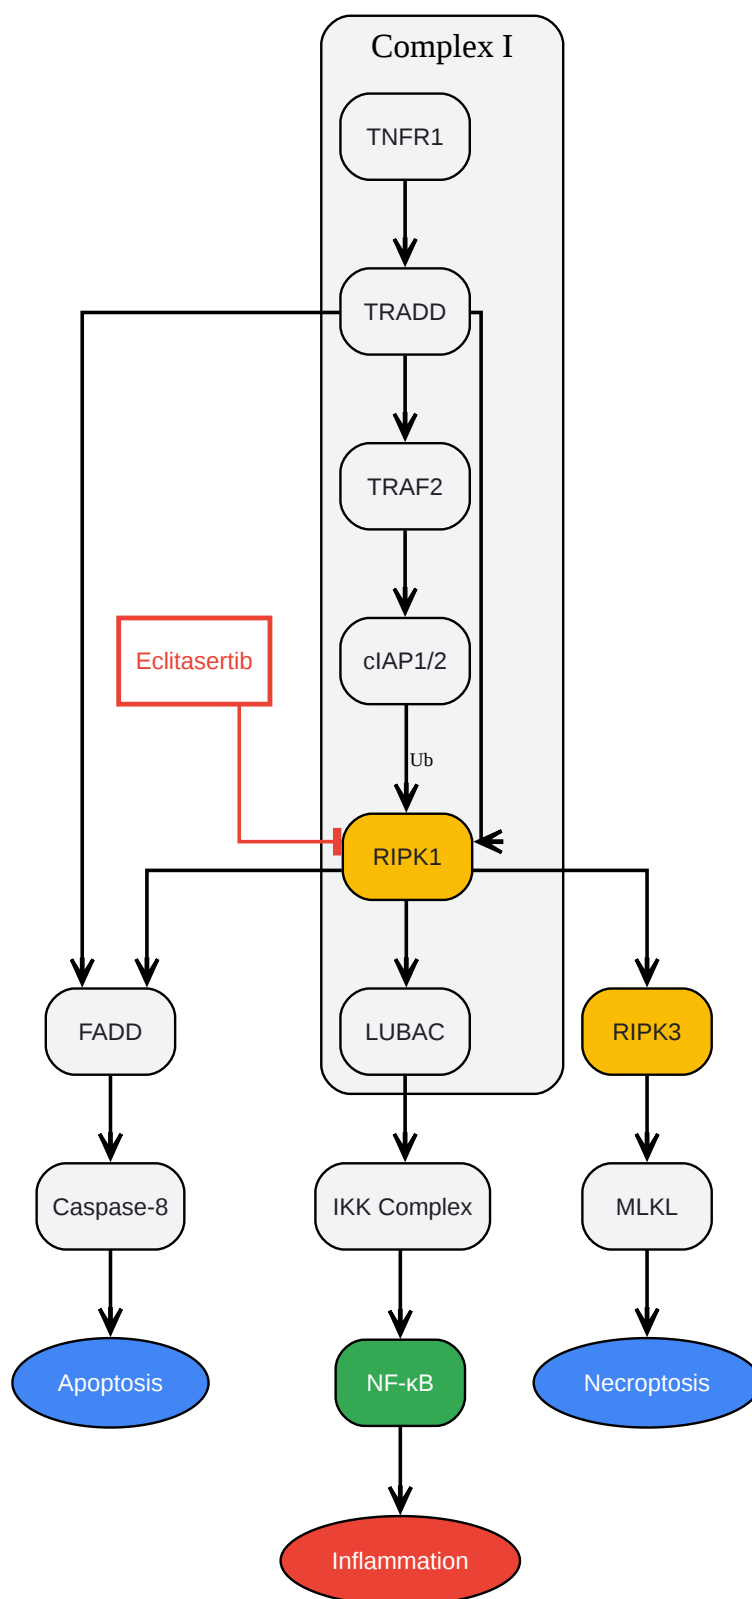 Complex I
TNFR1
TRADD
TRAF2
Eclitasertib
cIAP1/2
Ub
RIPK1
FADD
LUBAC
RIPK3
Caspase-8
IKK Complex
MLKL
Apoptosis
NF-κB
Necroptosis
Inflammation